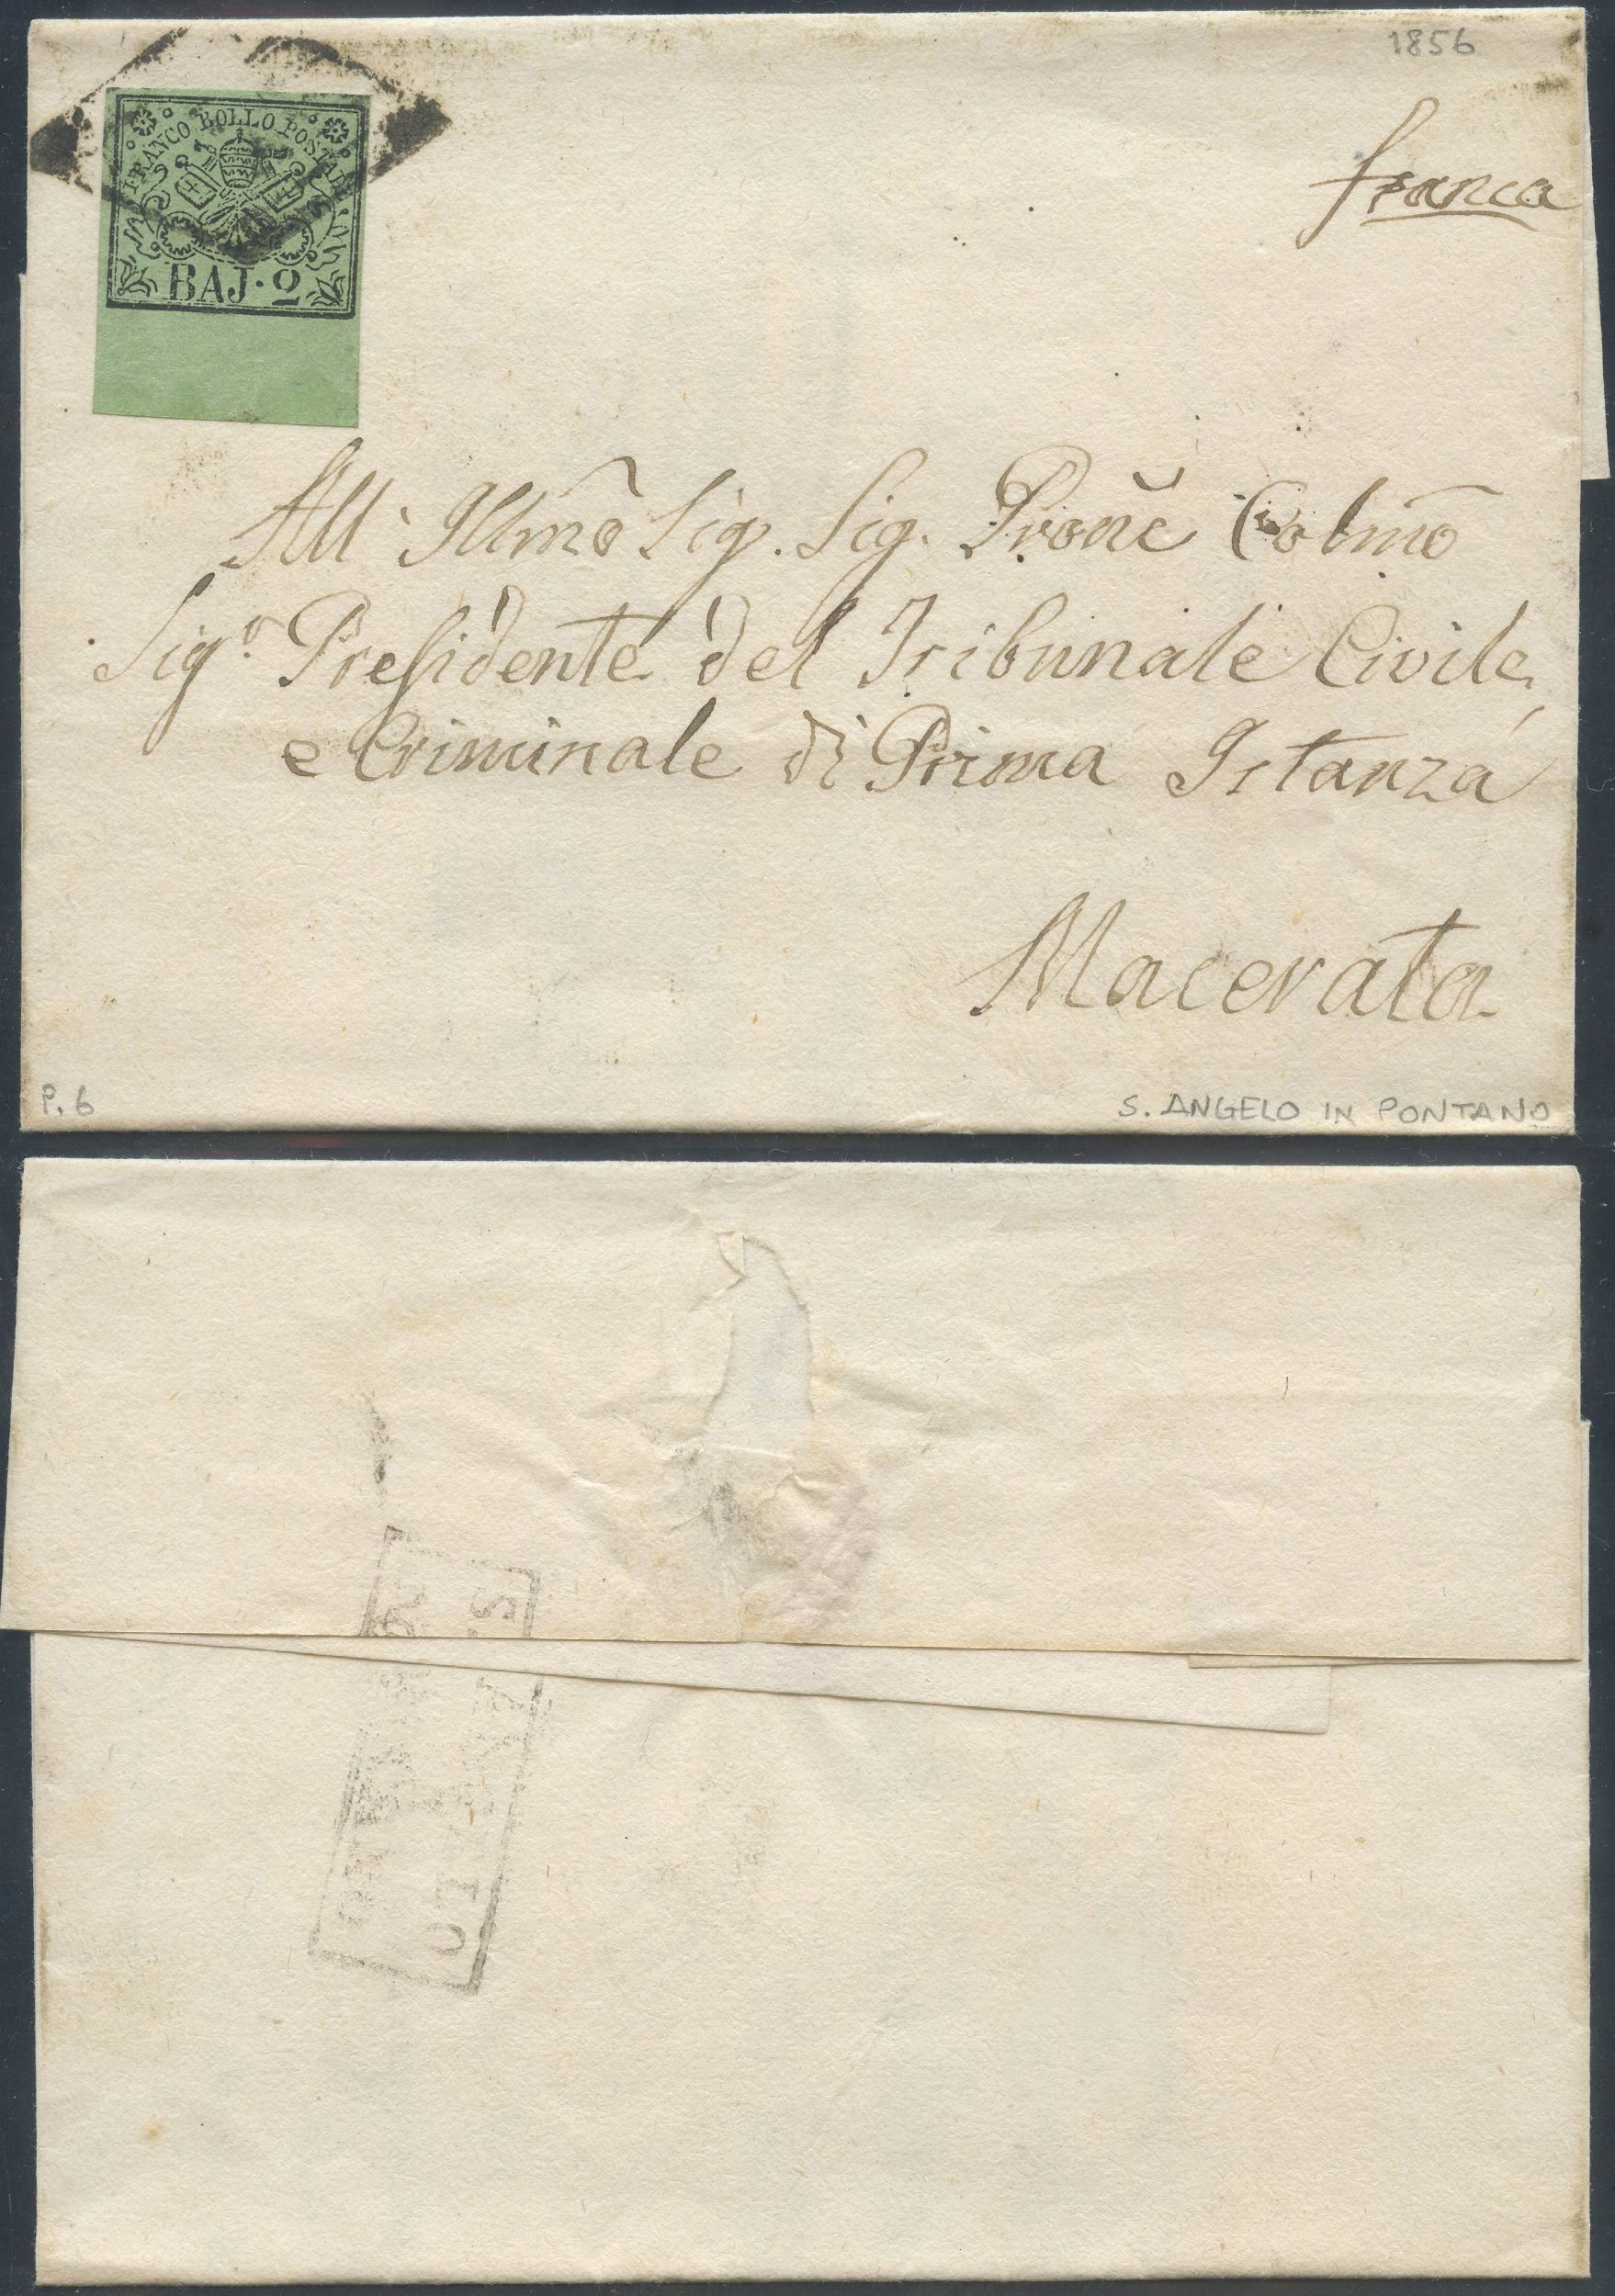 1856
franca
FRANCO BOLLO POSTALE
BAJ·2
All' Illmo Sig. Sig. Prone Colmo
Sigr. Presidente del Tribunale Civile,
e Criminale di Prima Istanza
Macerata
P. 6
S. ANGELO IN PONTANO